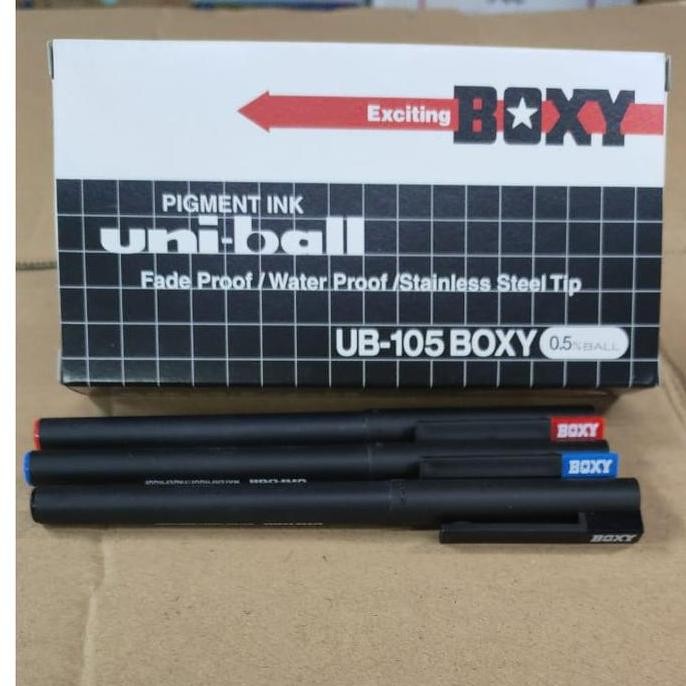 Exciting BOXY
PIGMENT INK
uni-ball
Fade Proof / Water Proof /Stainless Steel Tip
UB-105 BOXY 0.5㎜ BALL
BOXY
BOXY
BOXY